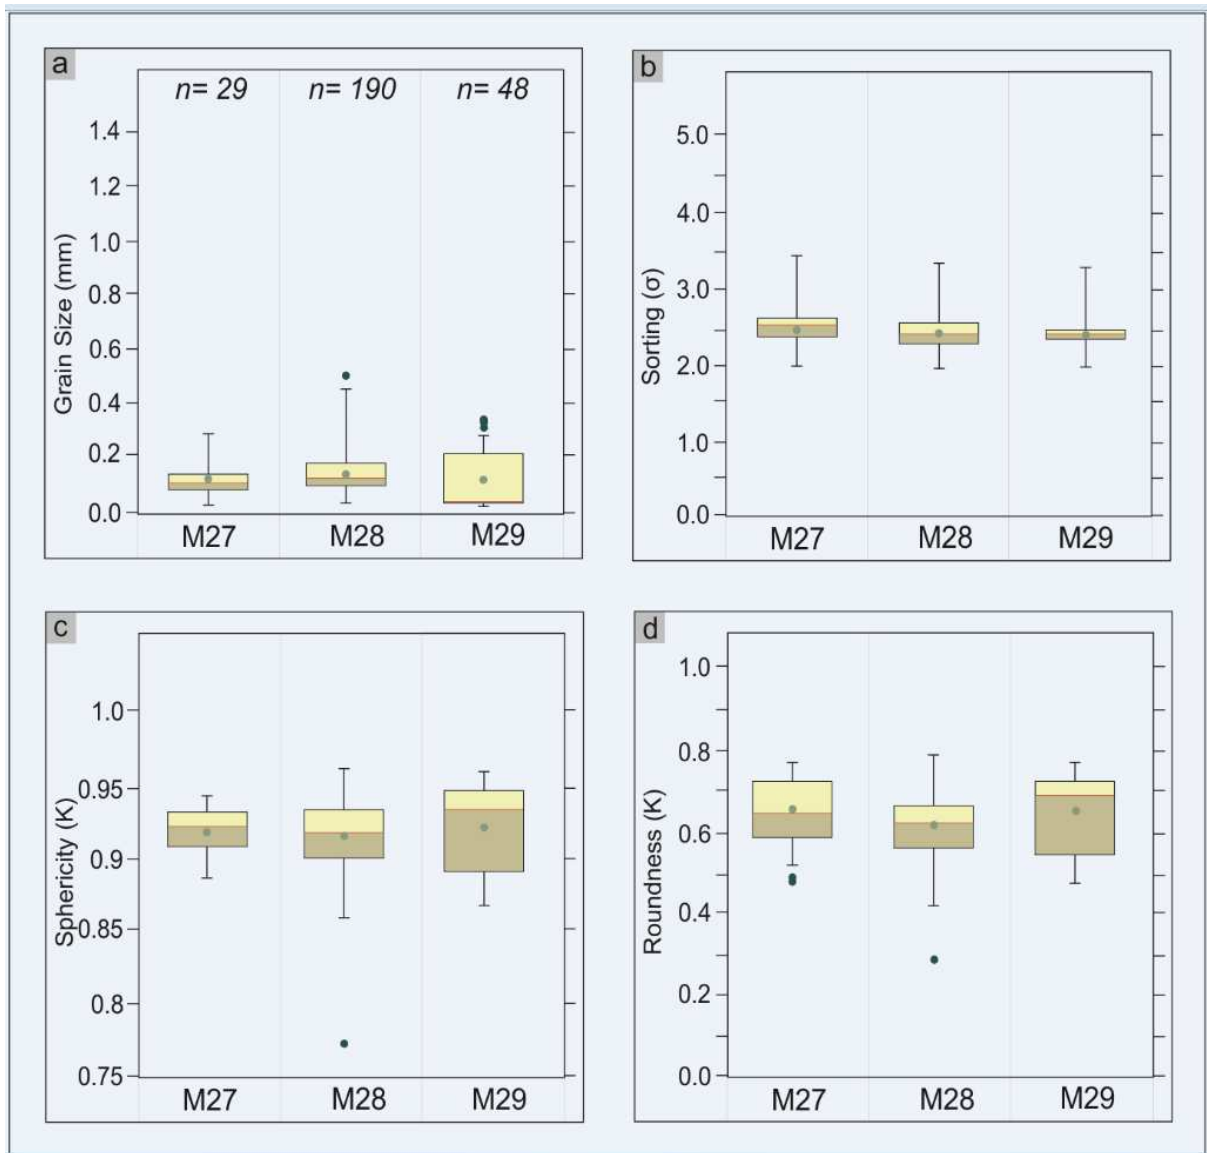 a
n= 29 n= 190 n= 48
Grain Size (mm)
1.4
1.2
1.0
0.8
0.6
0.4
0.2
0.0
M27 M28 M29
b
Sorting (σ)
5.0
4.0
3.0
2.0
1.0
0.0
M27 M28 M29
c
Sphericity (K)
1.0
0.95
0.9
0.85
0.8
0.75
M27 M28 M29
d
Roundness (K)
1.0
0.8
0.6
0.4
0.2
0.0
M27 M28 M29